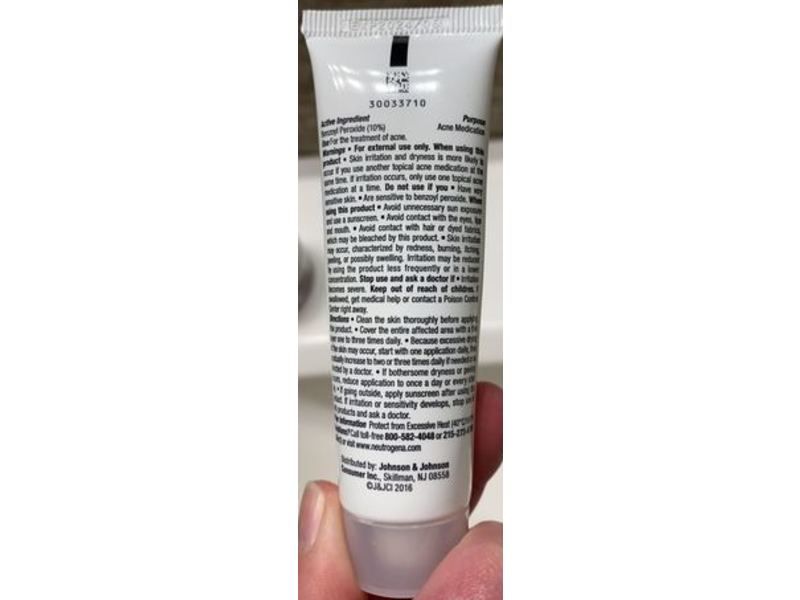 30033710
Active Ingredient Purpose
Benzoyl Peroxide (10%) Acne Medication
Use For the treatment of acne.
Warnings • For external use only. When using this
product • Skin irritation and dryness is more likely to
occur if you use another topical acne medication at the
same time. If irritation occurs, only use one topical acne
medication at a time. Do not use if you • Have very
sensitive skin. • Are sensitive to benzoyl peroxide. When
using this product • Avoid unnecessary sun exposure
and use a sunscreen. • Avoid contact with the eyes, lips
and mouth. • Avoid contact with hair or dyed fabrics,
which may be bleached by this product. • Skin irritation
may occur, characterized by redness, burning, itching,
peeling, or possibly swelling. Irritation may be reduced
by using the product less frequently or in a lower
concentration. Stop use and ask a doctor if • Irritation
becomes severe. Keep out of reach of children. If
swallowed, get medical help or contact a Poison Control
Center right away.
Directions • Clean the skin thoroughly before applying
this product. • Cover the entire affected area with a thin
layer one to three times daily. • Because excessive drying
of the skin may occur, start with one application daily, then
gradually increase to two or three times daily if needed or as
directed by a doctor. • If bothersome dryness or peeling
occurs, reduce application to once a day or every other
day. • If going outside, apply sunscreen after using this
product. If irritation or sensitivity develops, stop use of
both products and ask a doctor.
Other information Protect from Excessive Heat (40°C
Questions? Call toll-free 800-582-4048 or 215-273-
or visit www.neutrogena.com
Distributed by: Johnson & Johnson
Consumer Inc., Skillman, NJ 08558
©J&JCI 2016